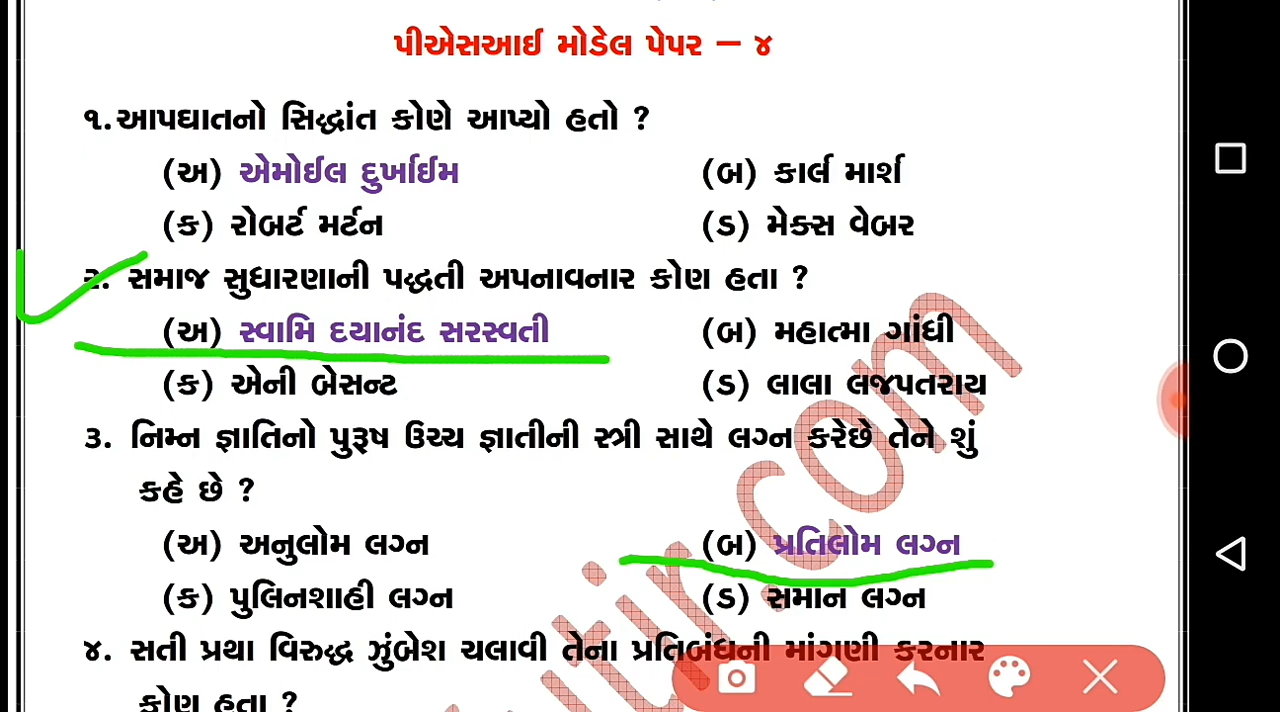 પીએસઆઈ મોડેલ પેપર – ૪
૧. આપઘાતનો સિદ્ધાંત કોણે આપ્યો હતો ?
(અ) એમોઈલ દુર્ખાઈમ (બ) કાર્લ માર્શ
(ક) રોબર્ટ મર્ટન (ડ) મેક્સ વેબર
૨. સમાજ સુધારણાની પદ્ધતી અપનાવનાર કોણ હતા ?
(અ) સ્વામિ દયાનંદ સરસ્વતી (બ) મહાત્મા ગાંધી
(ક) એની બેસન્ટ (ડ) લાલા લજપતરાય
૩. નિમ્ન જ્ઞાતિનો પુરૂષ ઉચ્ચ જ્ઞાતીની સ્ત્રી સાથે લગ્ન કરેછે તેને શું
કહે છે ?
(અ) અનુલોમ લગ્ન (બ) પ્રતિલોમ લગ્ન
(ક) પુલિનશાહી લગ્ન (ડ) સમાન લગ્ન
૪. સતી પ્રથા વિરુદ્ધ ઝુંબેશ ચલાવી તેના પ્રતિબંધની માંગણી કરનાર
કોણ હતા ?